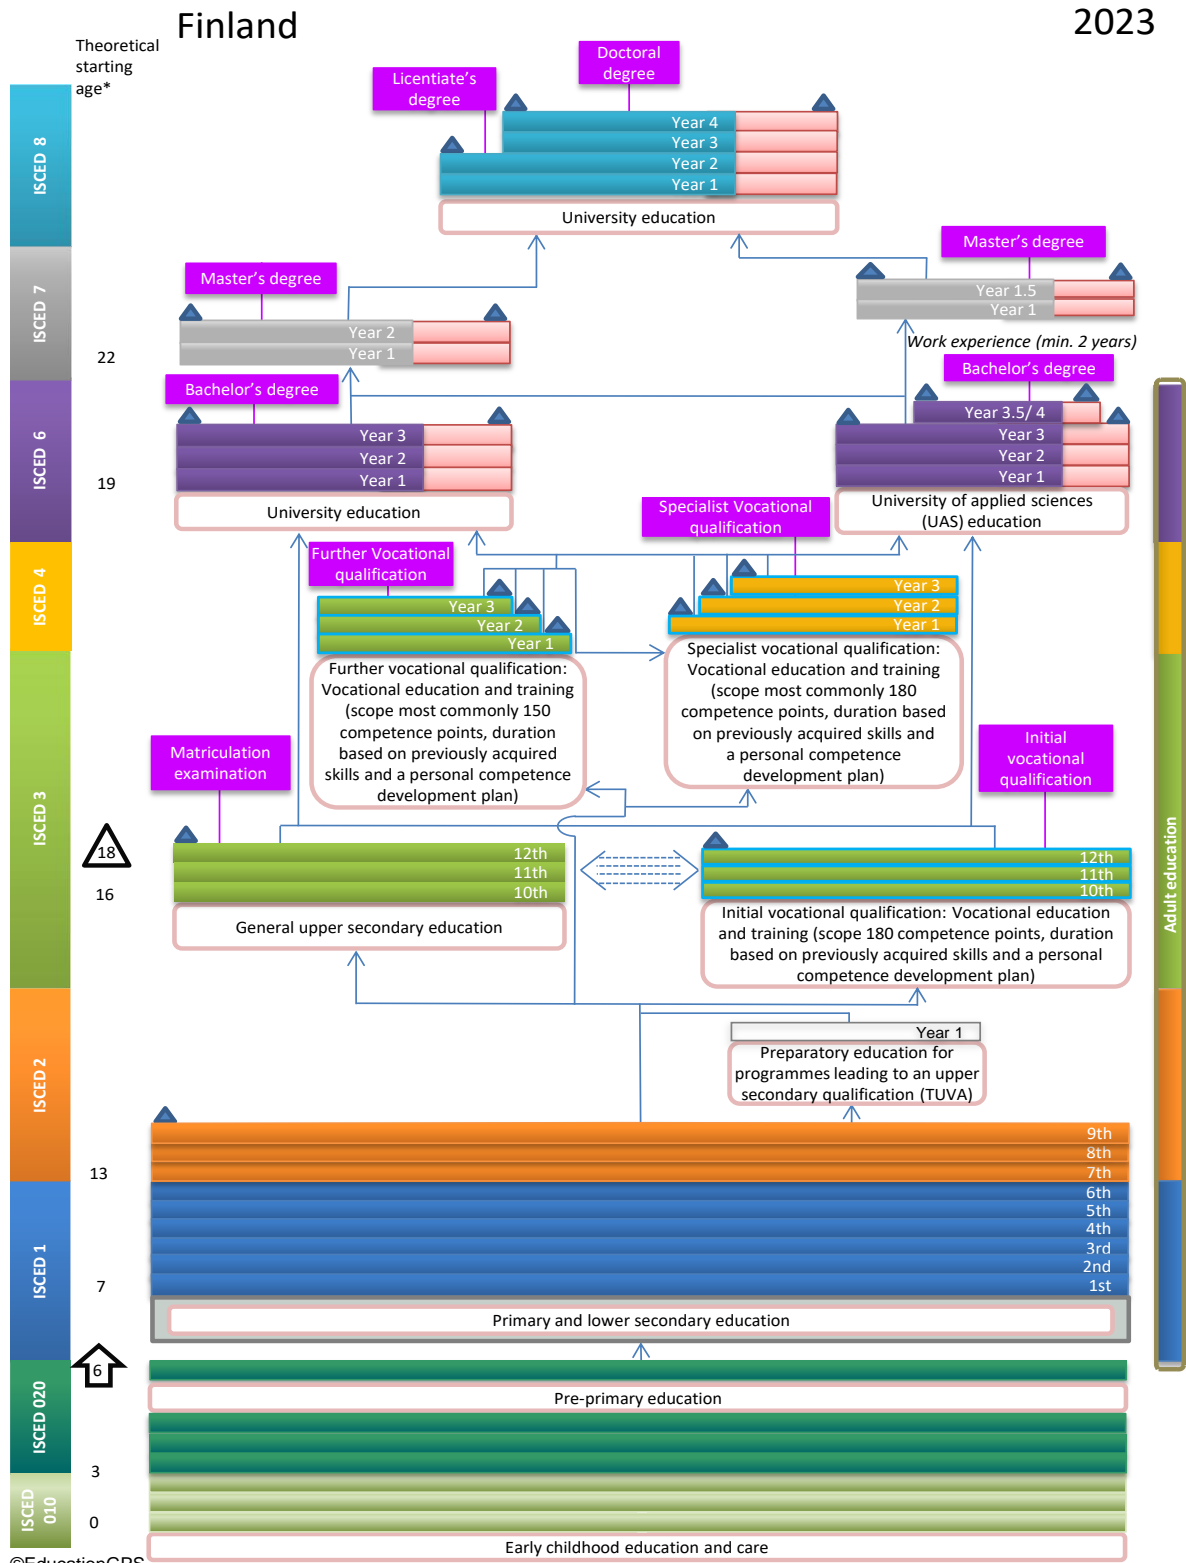 Finland
2023
Theoretical
starting
age*
Doctoral
degree
Licentiate's
degree
ISCED 8
Year 4
Year 3
Year 2
Year 1
University education
Master's degree
Master's degree
ISCED 7
Year 1.5
Year 1
Year 2
Year 1
22
Work experience (min. 2 years)
Bachelor's degree
Bachelor's degree
ISCED 6
Year 3
Year 2
Year 1
Year 3.5/ 4
Year 3
Year 2
Year 1
19
University education
University of applied sciences
(UAS) education
Specialist Vocational
qualification
Further Vocational
qualification
ISCED 4
Year 3
Year 2
Year 1
Year 3
Year 2
Year 1
Further vocational qualification:
Vocational education and training
(scope most commonly 150
competence points, duration
based on previously acquired
skills and a personal competence
development plan)
Specialist vocational qualification:
Vocational education and training
(scope most commonly 180
competence points, duration based
on previously acquired skills and
a personal competence
development plan)
Matriculation
examination
Initial
vocational
qualification
ISCED 3
18
16
12th
11th
10th
12th
11th
10th
General upper secondary education
Initial vocational qualification: Vocational education
and training (scope 180 competence points, duration
based on previously acquired skills and a personal
competence development plan)
Adult education
ISCED 2
Year 1
Preparatory education for
programmes leading to an upper
secondary qualification (TUVA)
9th
8th
7th
13
6th
5th
4th
3rd
2nd
1st
ISCED 1
7
Primary and lower secondary education
6
ISCED 020
Pre-primary education
3
ISCED
010
0
Early childhood education and care
©EducationGPS